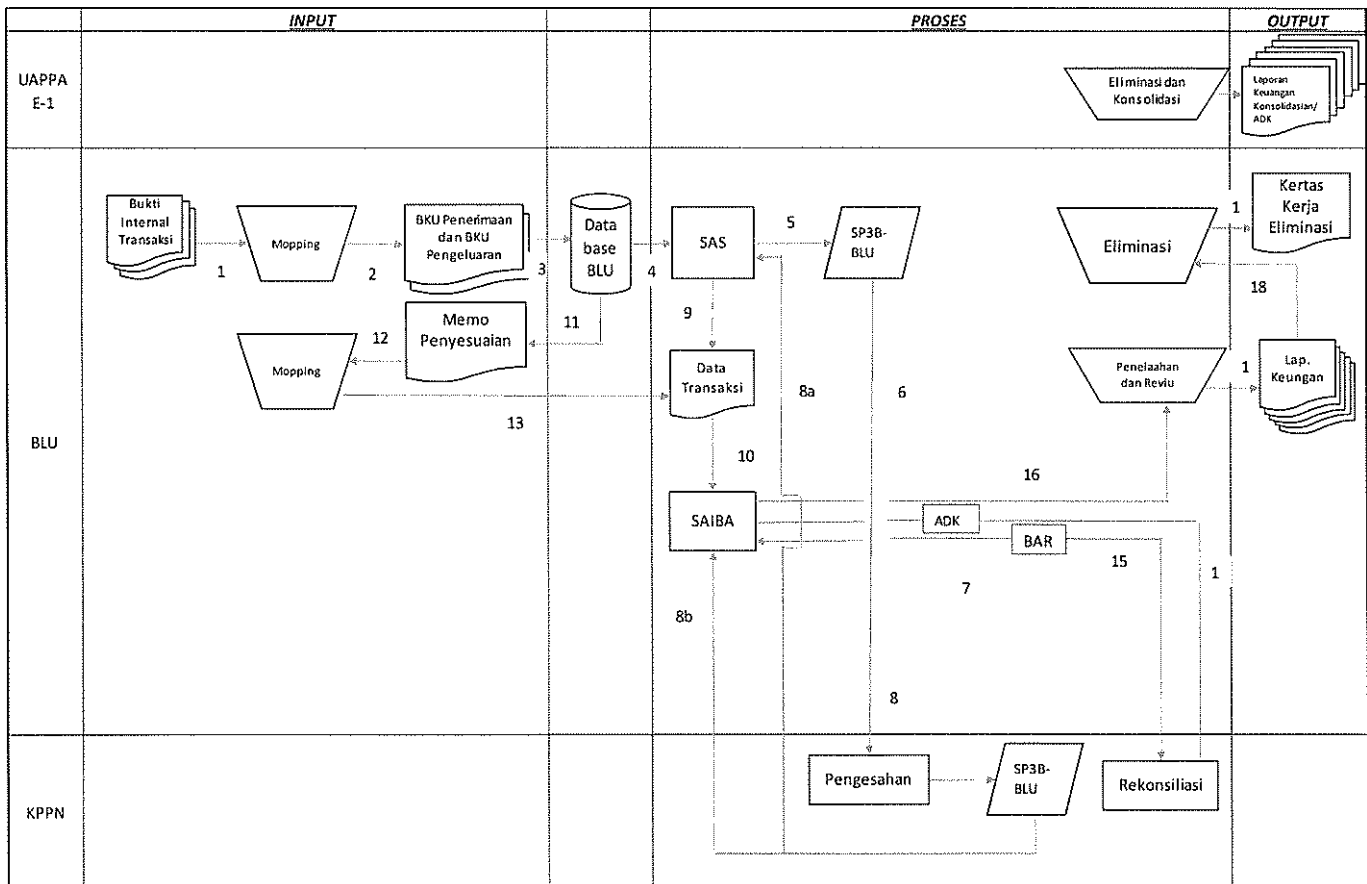 INPUT
PROSES
OUTPUT
UAPPA
E-1
Eliminasi dan
Konsolidasi
Laporan
Keuangan
Konsolidasian/
ADK
BLU
Bukti
Internal
Transaksi
1
Mopping
2
BKU Penerimaan
dan BKU
Pengeluaran
3
Data
base
BLU
4
SAS
5
SP3B-
BLU
Eliminasi
1
Kertas
Kerja
Eliminasi
18
Memo
Penyesuaian
11
12
Mopping
13
9
Data
Transaksi
8a
6
Penelaahan
dan Reviu
1
Lap.
Keungan
10
16
SAIBA
ADK
BAR
15
1
7
8b
8
KPPN
Pengesahan
SP3B-
BLU
Rekonsiliasi